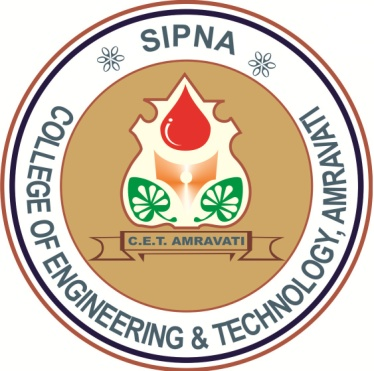 SIPNA
COLLEGE OF ENGINEERING & TECHNOLOGY, AMRAVATI
C.E.T. AMRAVATI